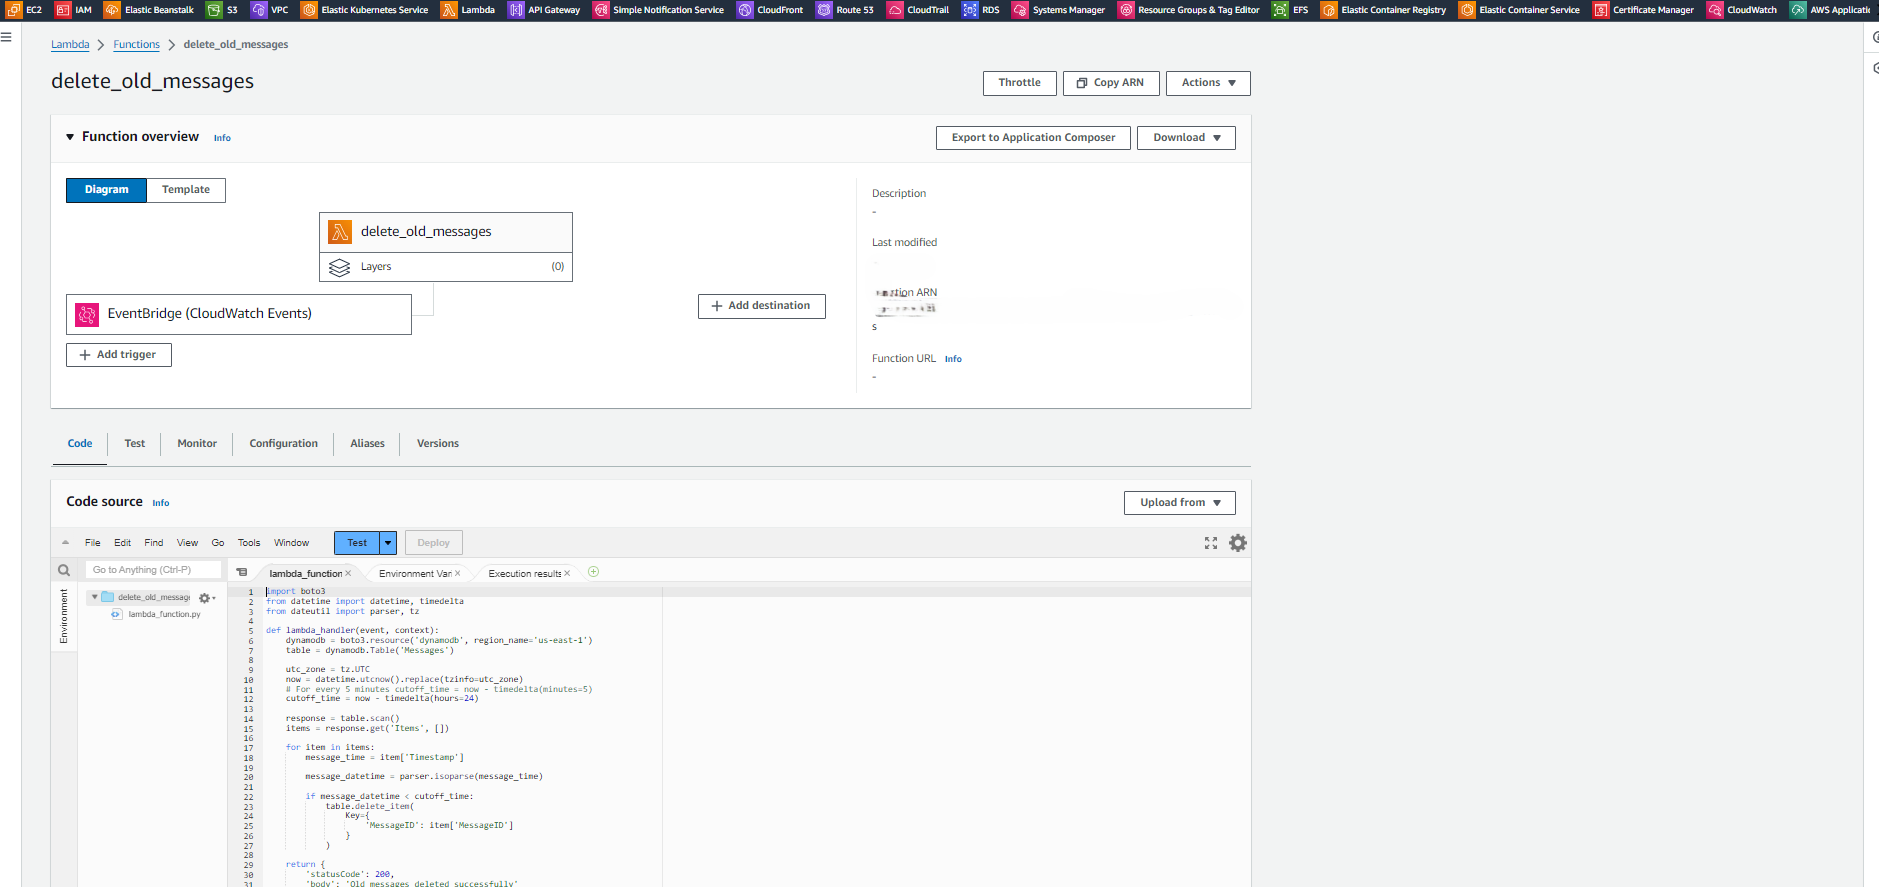 EC2 IAM Elastic Beanstalk S3 VPC Elastic Kubernetes Service Lambda API Gateway Simple Notification Service CloudFront Route 53 CloudTrail RDS Systems Manager Resource Groups & Tag Editor EFS Elastic Container Registry Elastic Container Service Certificate Manager CloudWatch AWS Applicatio
Lambda > Functions > delete_old_messages
delete_old_messages
Throttle Copy ARN Actions
Function overview Info
Export to Application Composer Download
Diagram Template
delete_old_messages
Layers (0)
EventBridge (CloudWatch Events)
+ Add trigger
+ Add destination
Description
-
Last modified
ction ARN
s
Function URL Info
-
Code Test Monitor Configuration Aliases Versions
Code source Info
Upload from
File Edit Find View Go Tools Window Test Deploy
Go to Anything (Ctrl-P)
Environment
delete_old_message
lambda_function.py
lambda_function × Environment Var × Execution results ×
1 import boto3
2 from datetime import datetime, timedelta
3 from dateutil import parser, tz
4
5 def lambda_handler(event, context):
6 dynamodb = boto3.resource('dynamodb', region_name='us-east-1')
7 table = dynamodb.Table('Messages')
8
9 utc_zone = tz.UTC
10 now = datetime.utcnow().replace(tzinfo=utc_zone)
11 # For every 5 minutes cutoff_time = now - timedelta(minutes=5)
12 cutoff_time = now - timedelta(hours=24)
13
14 response = table.scan()
15 items = response.get('Items', [])
16
17 for item in items:
18 message_time = item['Timestamp']
19
20 message_datetime = parser.isoparse(message_time)
21
22 if message_datetime < cutoff_time:
23 table.delete_item(
24 Key={
25 'MessageID': item['MessageID']
26 }
27 )
28
29 return {
30 'statusCode': 200,
31 'body': 'Old messages deleted successfully'